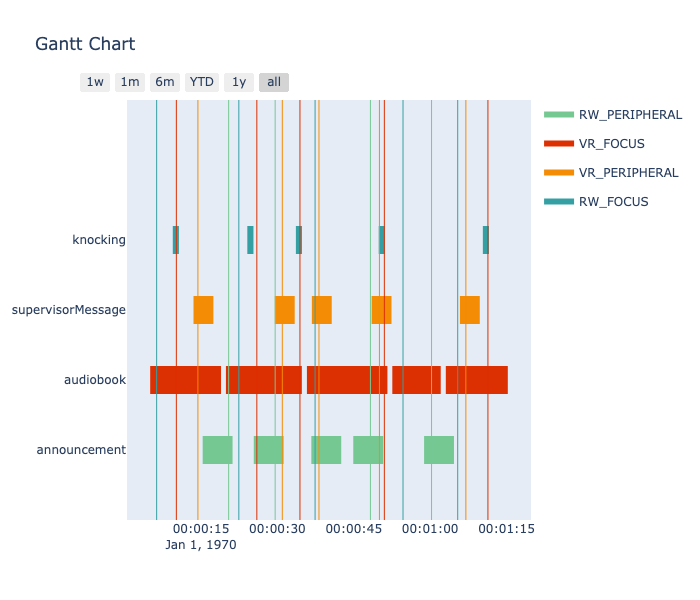 Gantt Chart
1w 1m 6m YTD 1y all
RW_PERIPHERAL
VR_FOCUS
VR_PERIPHERAL
RW_FOCUS
knocking
supervisorMessage
audiobook
announcement
00:00:15 00:00:30 00:00:45 00:01:00 00:01:15
Jan 1, 1970